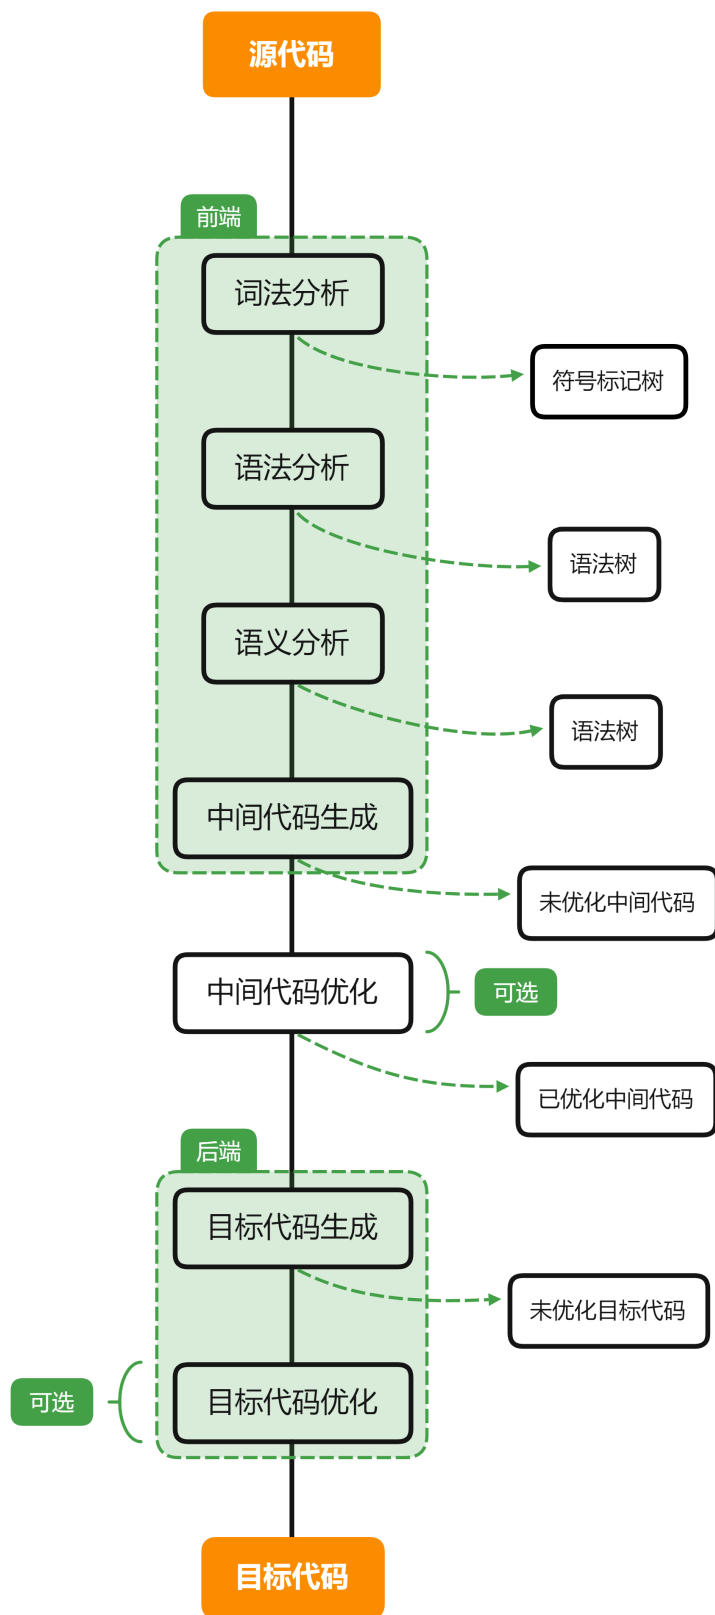 源代码
前端
词法分析
符号标记树
语法分析
语法树
语义分析
语法树
中间代码生成
未优化中间代码
中间代码优化
可选
已优化中间代码
后端
目标代码生成
未优化目标代码
可选
目标代码优化
目标代码